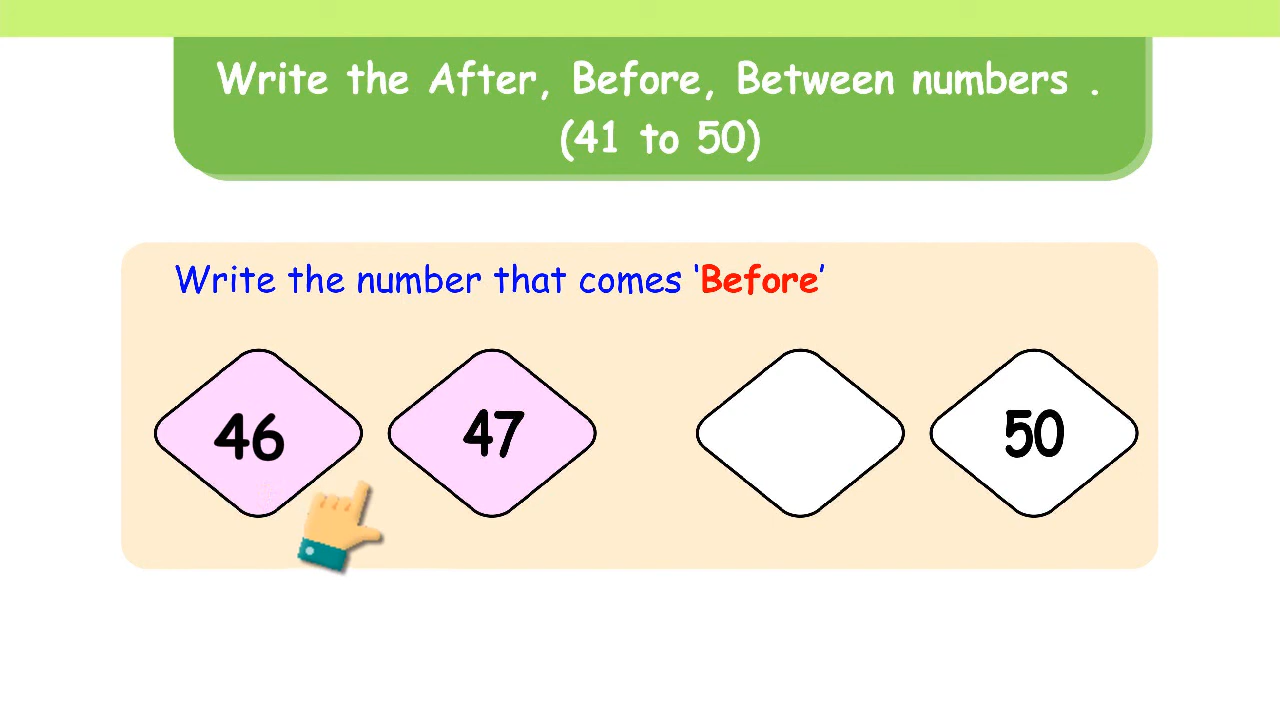 Write the After, Before, Between numbers .
(41 to 50)
Write the number that comes ‘Before’
46 47 50